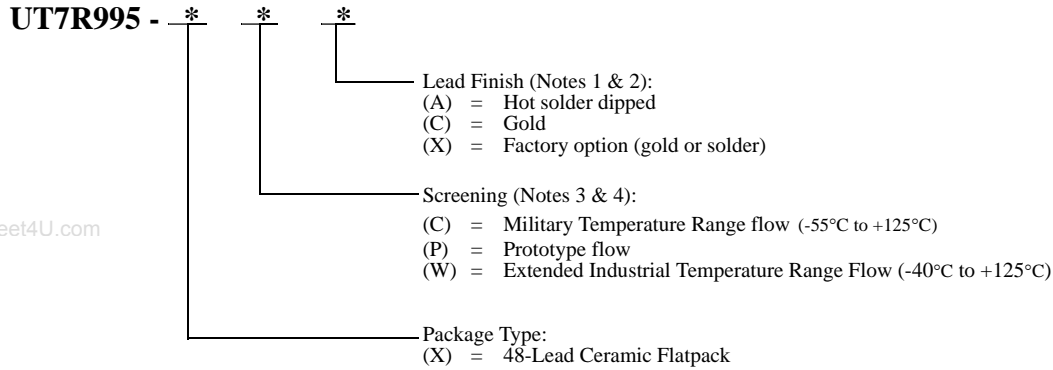 UT7R995 - * * *
Lead Finish (Notes 1 & 2):
(A) = Hot solder dipped
(C) = Gold
(X) = Factory option (gold or solder)
Screening (Notes 3 & 4):
(C) = Military Temperature Range flow (-55°C to +125°C)
eet4U.com
(P) = Prototype flow
(W) = Extended Industrial Temperature Range Flow (-40°C to +125°C)
Package Type:
(X) = 48-Lead Ceramic Flatpack